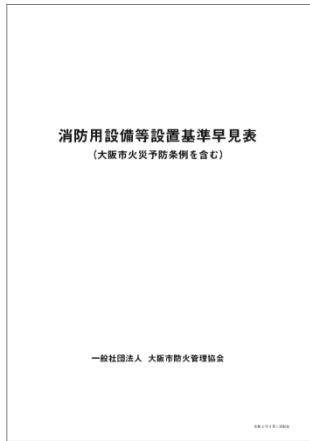 消防用設備等設置基準早見表
(大阪市火災予防条例を含む)
一般社団法人 大阪市防火管理協会